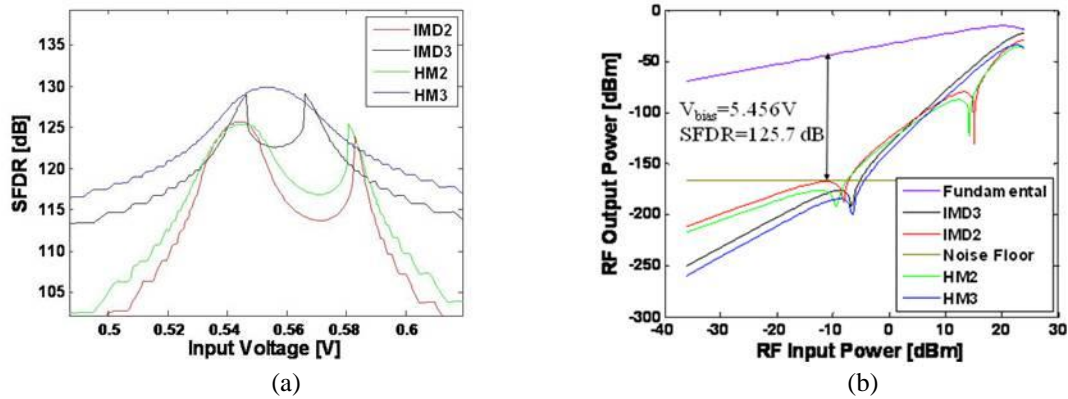 135
130
125
120
115
110
105
SFDR [dB]
0.5
0.52
0.54
0.56
0.58
0.6
Input Voltage [V]
IMD2
IMD3
HM2
HM3
(a)
0
-50
-100
-150
-200
-250
-300
RF Output Power [dBm]
-40
-30
-20
-10
0
10
20
30
RF Input Power [dBm]
Vbias=5.456V
SFDR=125.7 dB
Fundamental
IMD3
IMD2
Noise Floor
HM2
HM3
(b)